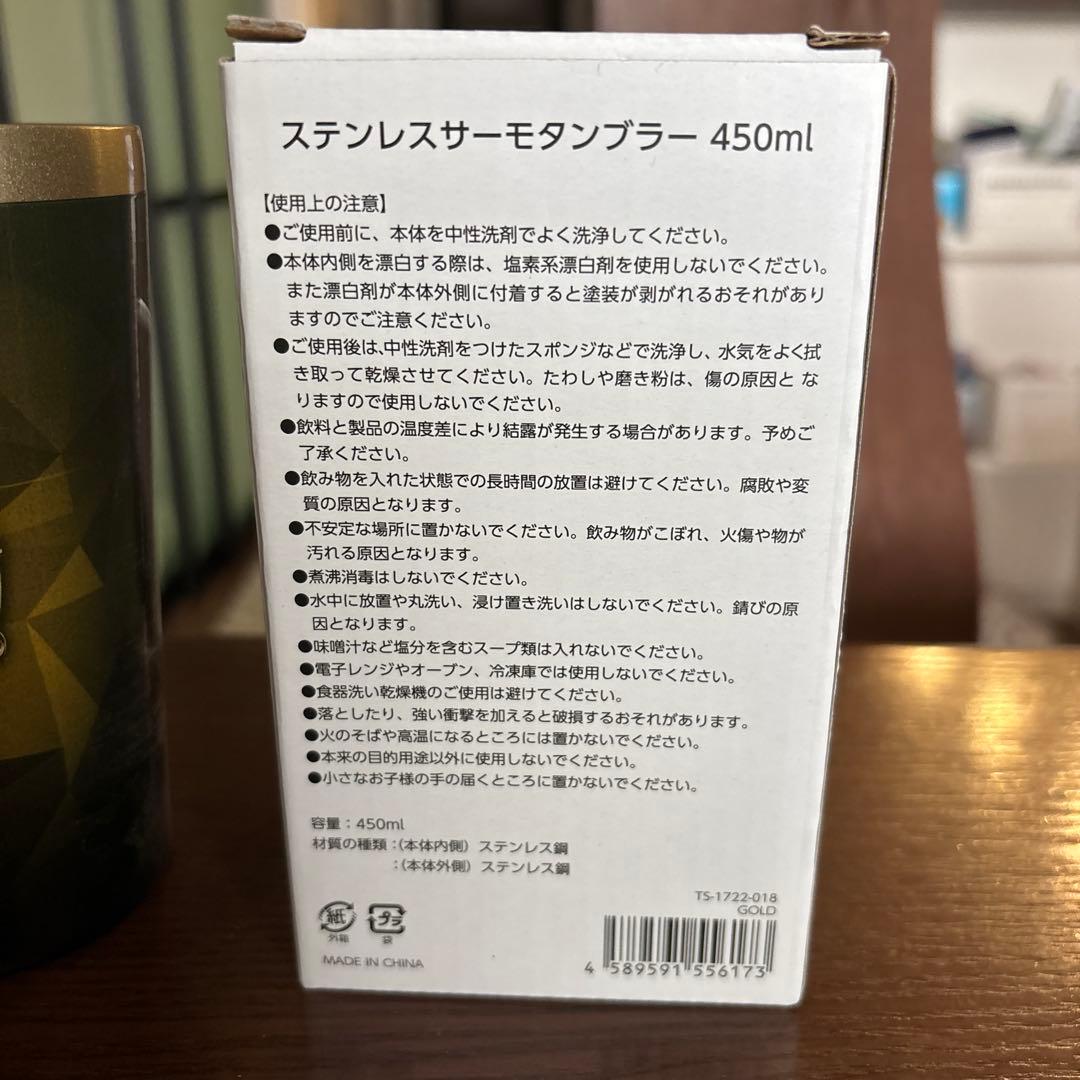 ステンレスサーモタンブラー 450ml
【使用上の注意】
●ご使用前に、本体を中性洗剤でよく洗浄してください。
●本体内側を漂白する際は、塩素系漂白剤を使用しないでください。
また漂白剤が本体外側に付着すると塗装が剥がれるおそれがあり
ますのでご注意ください。
●ご使用後は、中性洗剤をつけたスポンジなどで洗浄し、水気をよく拭
き取って乾燥させてください。たわしや磨き粉は、傷の原因と な
りますので使用しないでください。
●飲料と製品の温度差により結露が発生する場合があります。予めご
了承ください。
●飲み物を入れた状態での長時間の放置は避けてください。腐敗や変
質の原因となります。
●不安定な場所に置かないでください。飲み物がこぼれ、火傷や物が
汚れる原因となります。
●煮沸消毒はしないでください。
●水中に放置や丸洗い、浸け置き洗いはしないでください。錆びの原
因となります。
●味噌汁など塩分を含むスープ類は入れないでください。
●電子レンジやオーブン、冷凍庫では使用しないでください。
●食器洗い乾燥機のご使用は避けてください。
●落としたり、強い衝撃を加えると破損するおそれがあります。
●火のそばや高温になるところには置かないでください。
●本来の目的用途以外に使用しないでください。
●小さなお子様の手の届くところに置かないでください。
容量：450ml
材質の種類：（本体内側） ステンレス鋼
：（本体外側） ステンレス鋼
TS-1722-018
GOLD
紙 プラ
外箱 袋
MADE IN CHINA
4 589591 556173